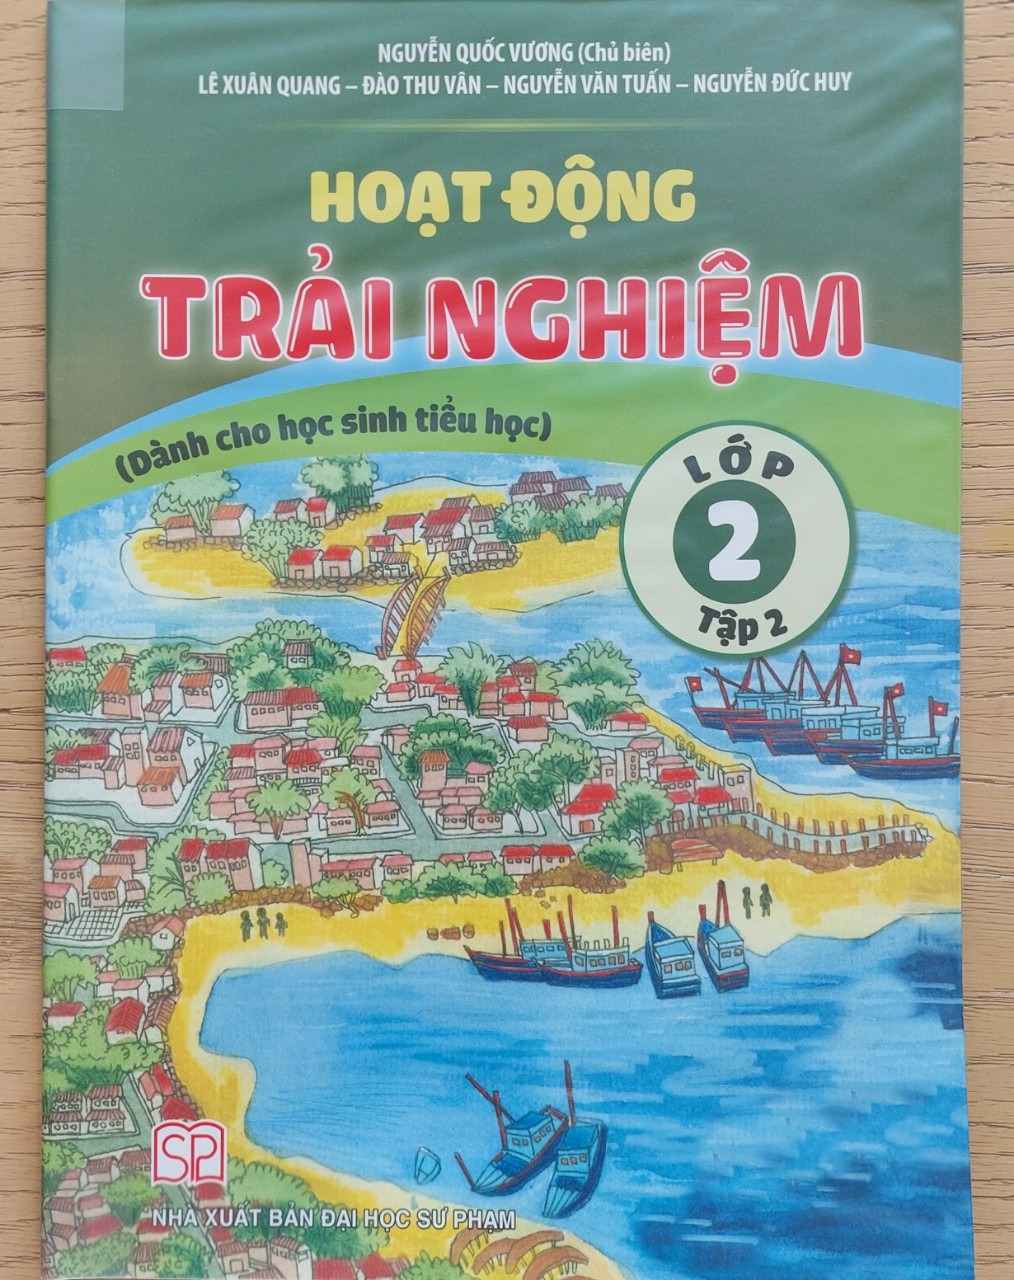 NGUYỄN QUỐC VƯƠNG (Chủ biên)
LÊ XUÂN QUANG – ĐÀO THU VÂN – NGUYỄN VĂN TUẤN – NGUYỄN ĐỨC HUY
HOẠT ĐỘNG
TRẢI NGHIỆM
(Dành cho học sinh tiểu học)
LỚP
2
Tập 2
SP
NHÀ XUẤT BẢN ĐẠI HỌC SƯ PHẠM